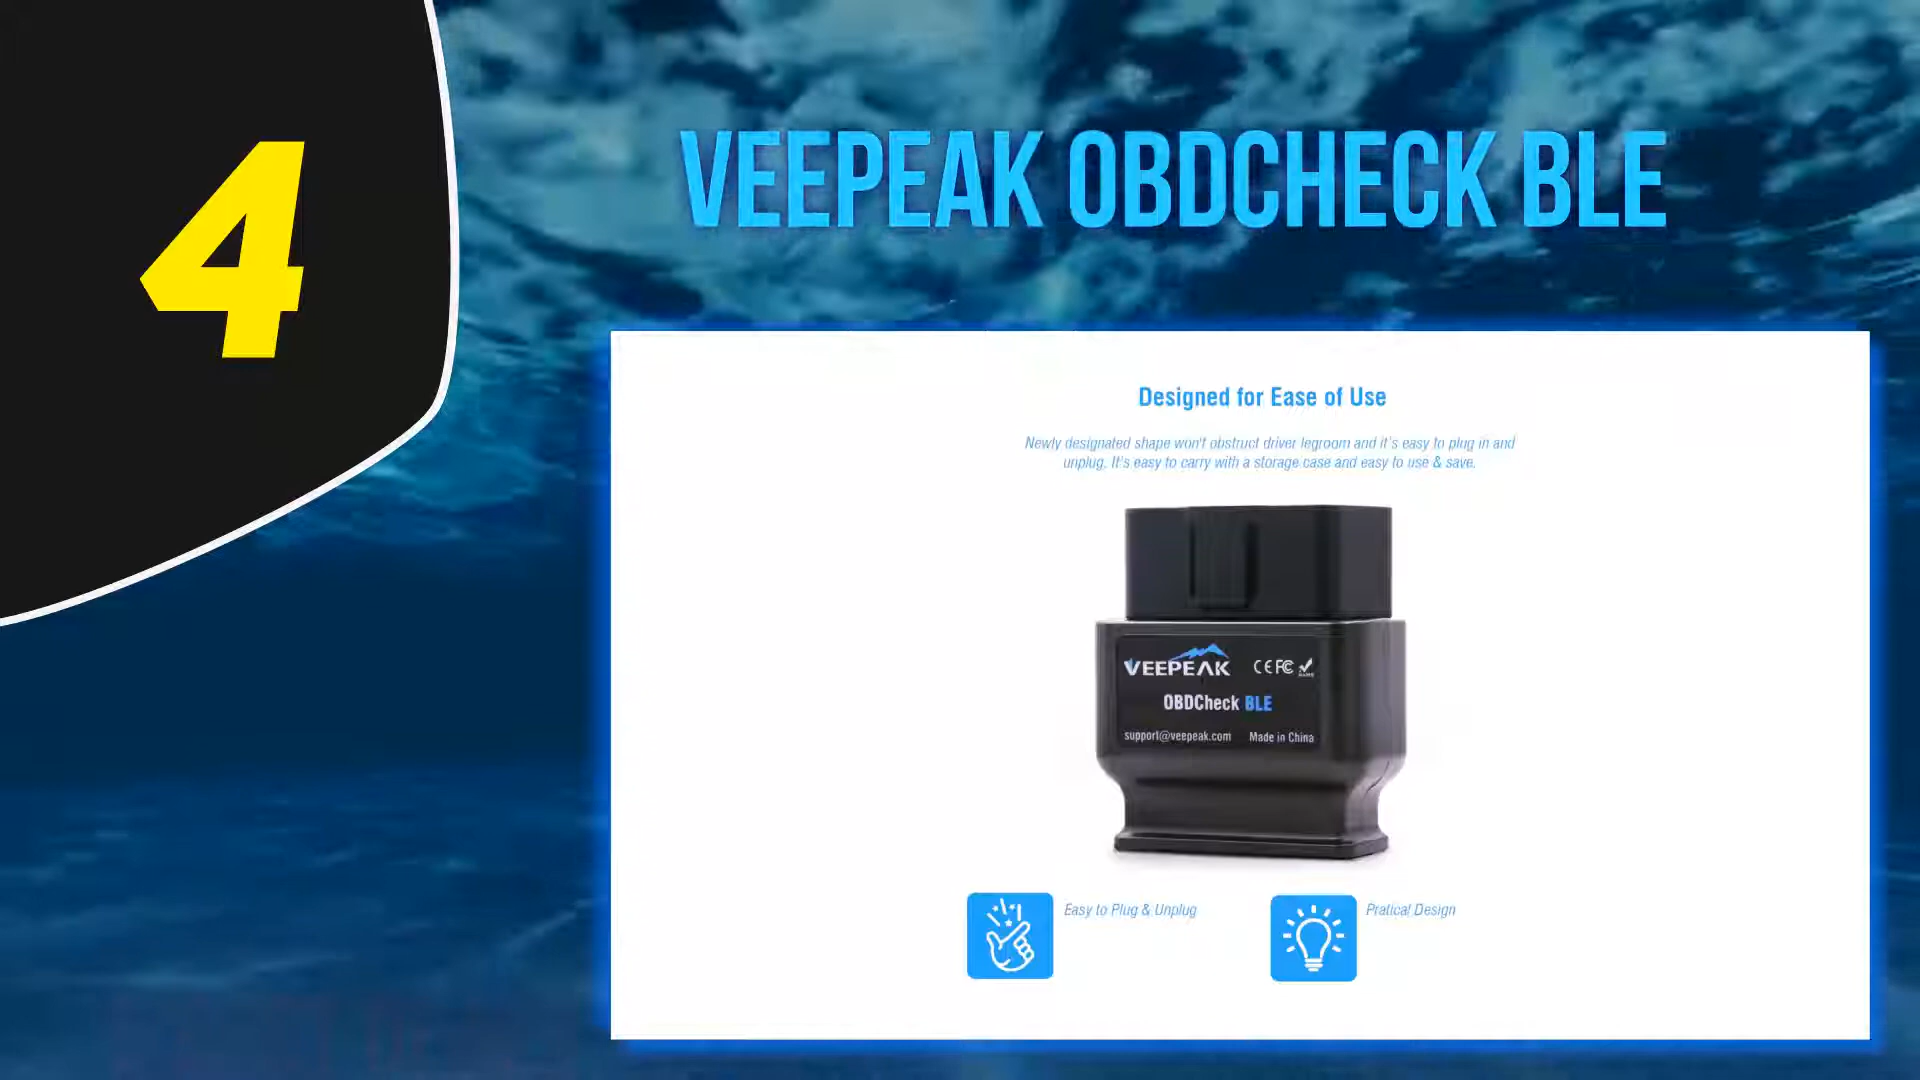 4
VEEPEAK OBDCHECK BLE
Designed for Ease of Use
Newly designated shape won't obstruct driver legroom and it's easy to plug in and
unplug. It's easy to carry with a storage case and easy to use & save.
VEEPEAK CE FC
OBDCheck BLE
support@veepeak.com Made in China
Easy to Plug & Unplug
Pratical Design